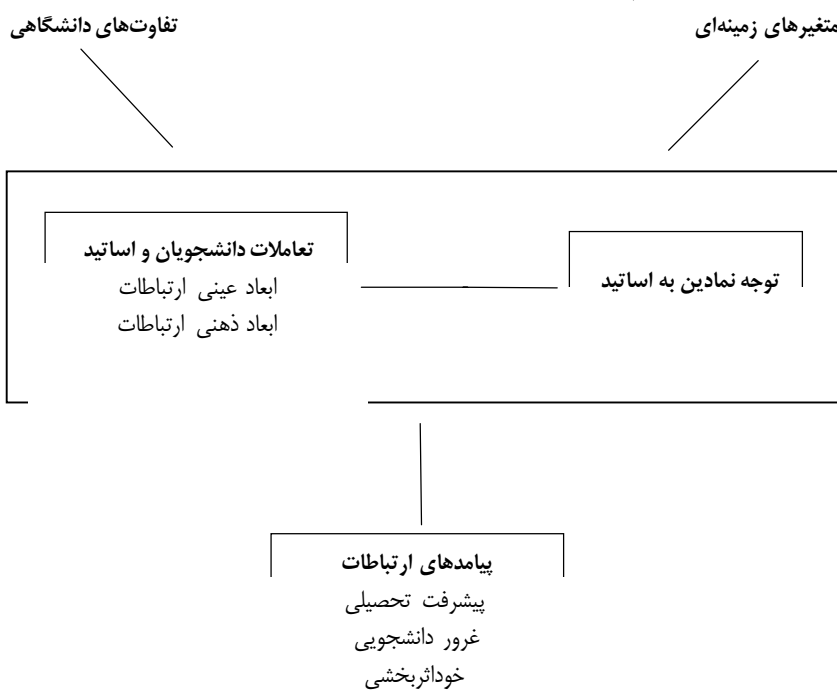 متغیرهای زمینه‌ای
تفاوت‌های دانشگاهی
توجه نمادین به اساتید
تعاملات دانشجویان و اساتید
ابعاد عینی ارتباطات
ابعاد ذهنی ارتباطات
پیامدهای ارتباطات
پیشرفت تحصیلی
غرور دانشجویی
خوداثربخشی